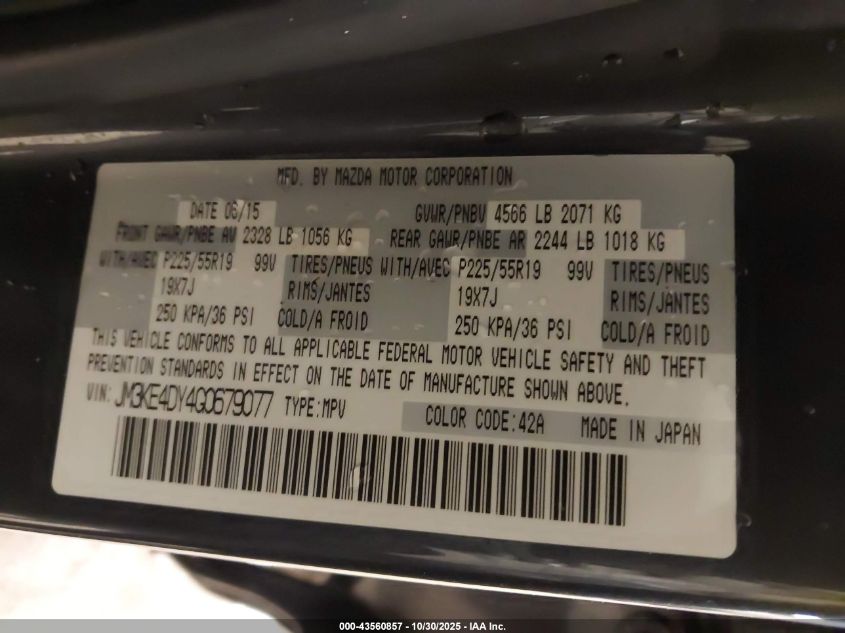 MFD. BY MAZDA MOTOR CORPORATION
DATE 06/15 GVWR/PNBV 4566 LB 2071 KG
FRONT GAWR/PNBE AV 2328 LB 1056 KG REAR GAWR/PNBE AR 2244 LB 1018 KG
WITH/AVEC P225/55R19 99V TIRES/PNEUS WITH/AVEC P225/55R19 99V TIRES/PNEUS
19X7J RIMS/JANTES 19X7J RIMS/JANTES
250 KPA/36 PSI COLD/A FROID 250 KPA/36 PSI COLD/A FROID
THIS VEHICLE CONFORMS TO ALL APPLICABLE FEDERAL MOTOR VEHICLE SAFETY AND THEFT
PREVENTION STANDARDS IN EFFECT ON THE DATE OF MANUFACTURE SHOWN ABOVE.
VIN: JM3KE4DY4G0679077 TYPE:MPV COLOR CODE:42A MADE IN JAPAN
000-43560857 • 10/30/2025 • IAA Inc.